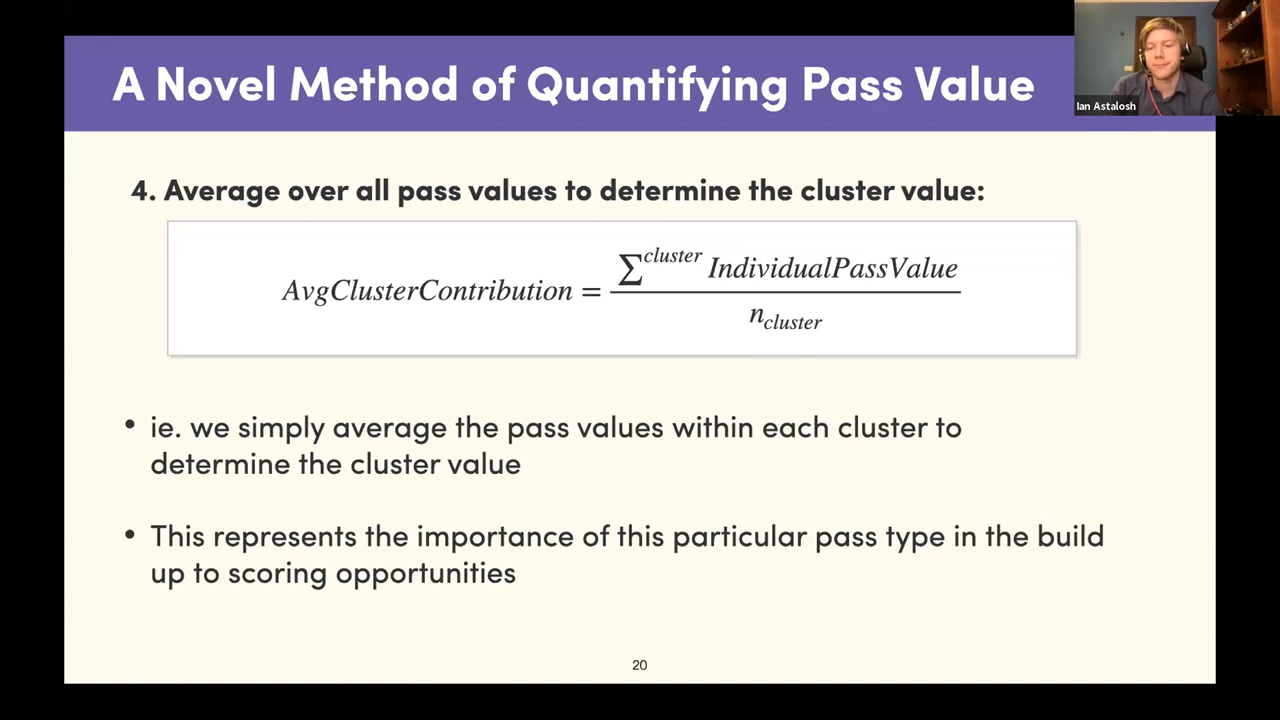 A Novel Method of Quantifying Pass Value
Ian Astalosh
4. Average over all pass values to determine the cluster value:
AvgClusterContribution = ∑^cluster IndividualPassValue / n_cluster
• ie. we simply average the pass values within each cluster to
determine the cluster value
• This represents the importance of this particular pass type in the build
up to scoring opportunities
20